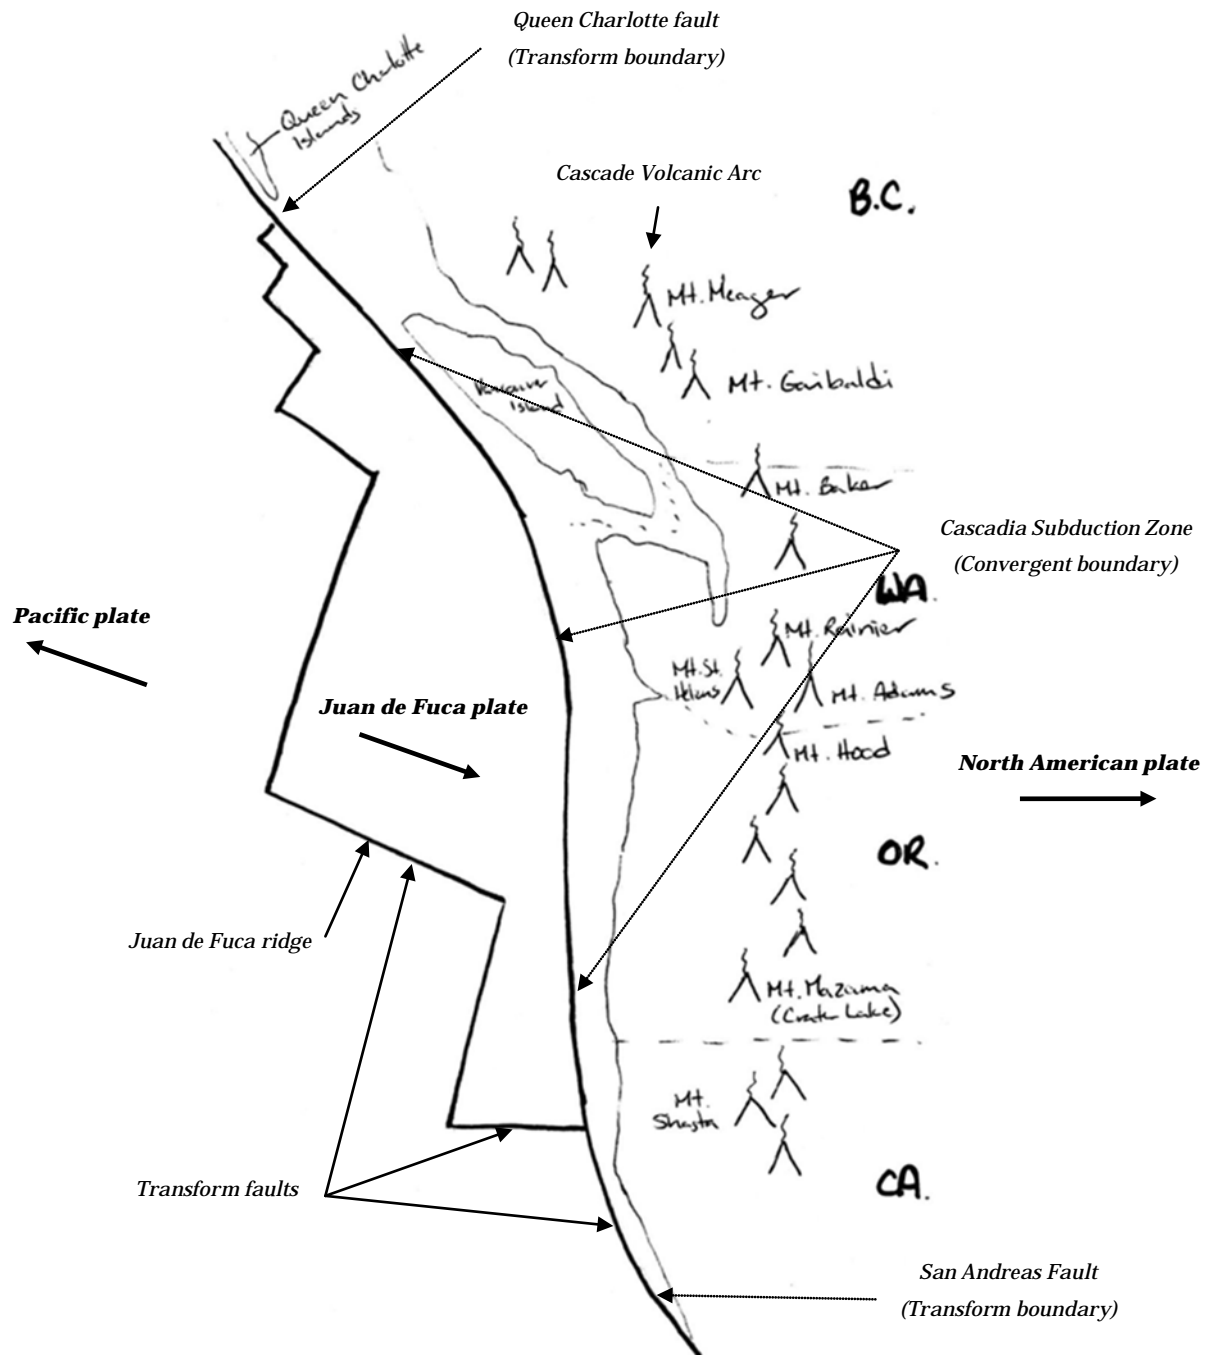 Queen Charlotte fault
(Transform boundary)
Queen Charlotte
Islands
Cascade Volcanic Arc
B.C.
Mt. Meager
Mt. Garibaldi
Vancouver
Island
Mt. Baker
Cascadia Subduction Zone
(Convergent boundary)
WA.
Pacific plate
Mt. Rainier
Mt. St.
Helens
Mt. Adams
Juan de Fuca plate
Mt. Hood
North American plate
OR.
Juan de Fuca ridge
Mt. Mazama
(Crater Lake)
Mt.
Shasta
Transform faults
CA.
San Andreas Fault
(Transform boundary)